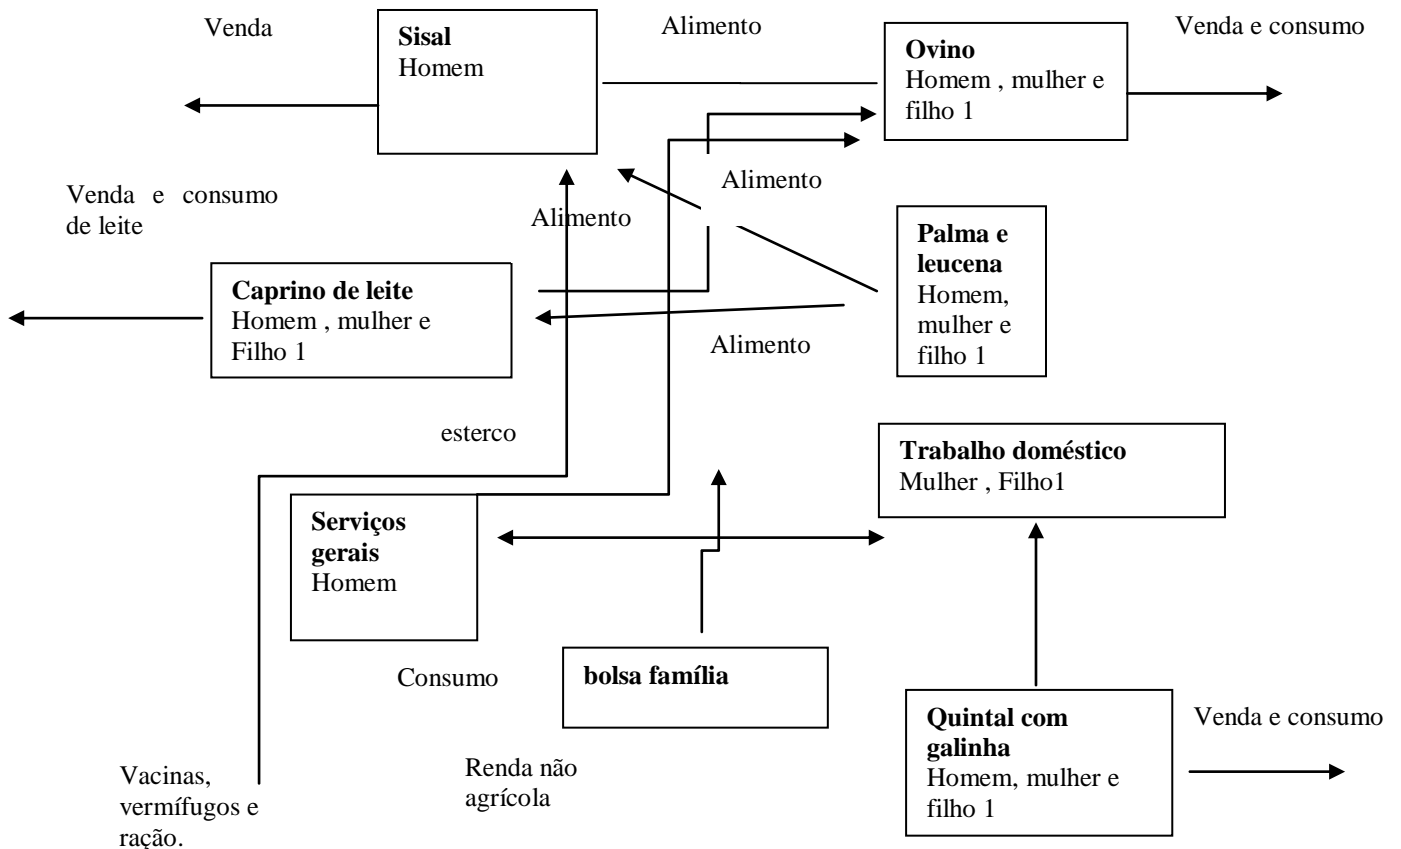 Venda
Sisal
Homem
Alimento
Ovino
Homem , mulher e
filho 1
Venda e consumo
Venda e consumo
de leite
Alimento
Alimento
Palma e
leucena
Homem,
mulher e
filho 1
Caprino de leite
Homem , mulher e
Filho 1
Alimento
esterco
Trabalho doméstico
Mulher , Filho1
Serviços
gerais
Homem
Consumo
bolsa família
Quintal com
galinha
Homem, mulher e
filho 1
Venda e consumo
Vacinas,
vermífugos e
ração.
Renda não
agrícola